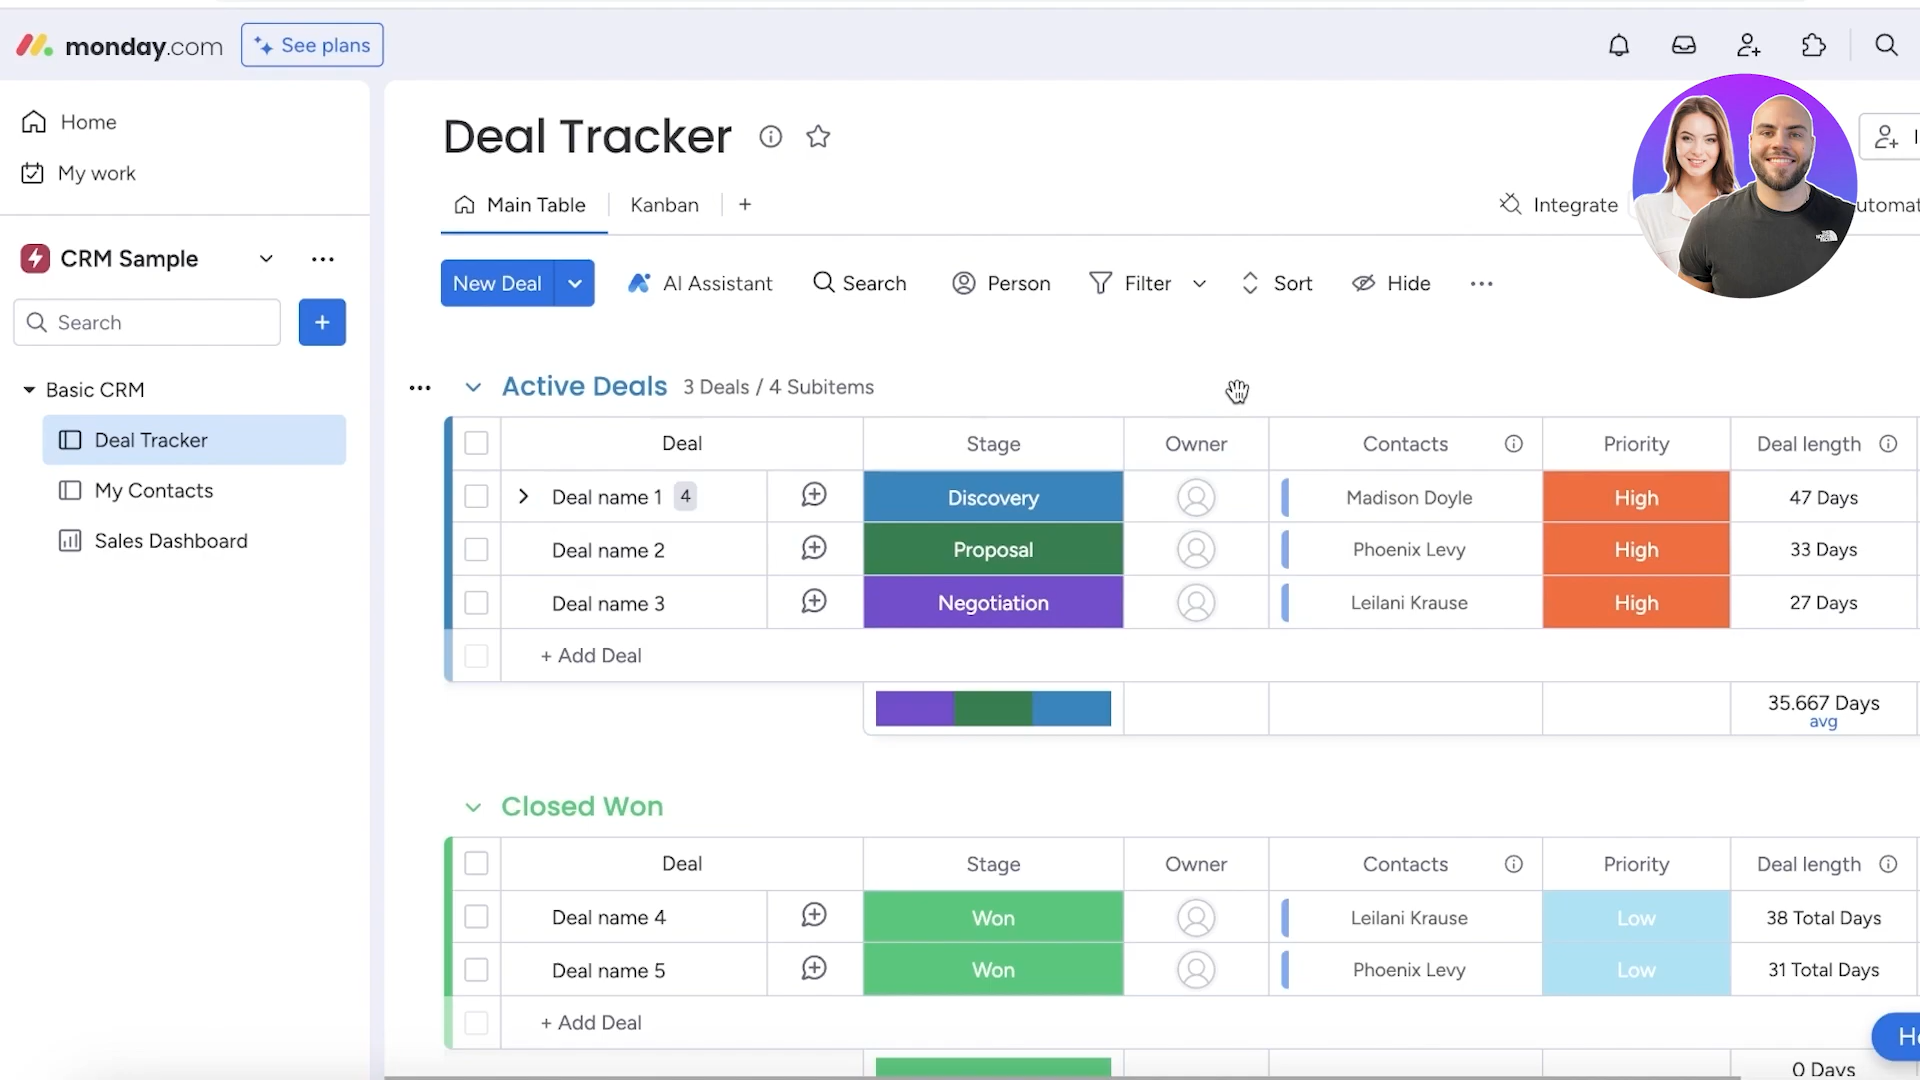 monday.com
See plans
Home
My work
CRM Sample
Search
Basic CRM
Deal Tracker
My Contacts
Sales Dashboard
Deal Tracker
Main Table
Kanban
+
Integrate
New Deal
AI Assistant
Search
Person
Filter
Sort
Hide
Active Deals 3 Deals / 4 Subitems
Deal Stage Owner Contacts Priority Deal length
Deal name 1 4 Discovery Madison Doyle High 47 Days
Deal name 2 Proposal Phoenix Levy High 33 Days
Deal name 3 Negotiation Leilani Krause High 27 Days
+ Add Deal
35.667 Days
avg
Closed Won
Deal Stage Owner Contacts Priority Deal length
Deal name 4 Won Leilani Krause Low 38 Total Days
Deal name 5 Won Phoenix Levy Low 31 Total Days
+ Add Deal
0 Days